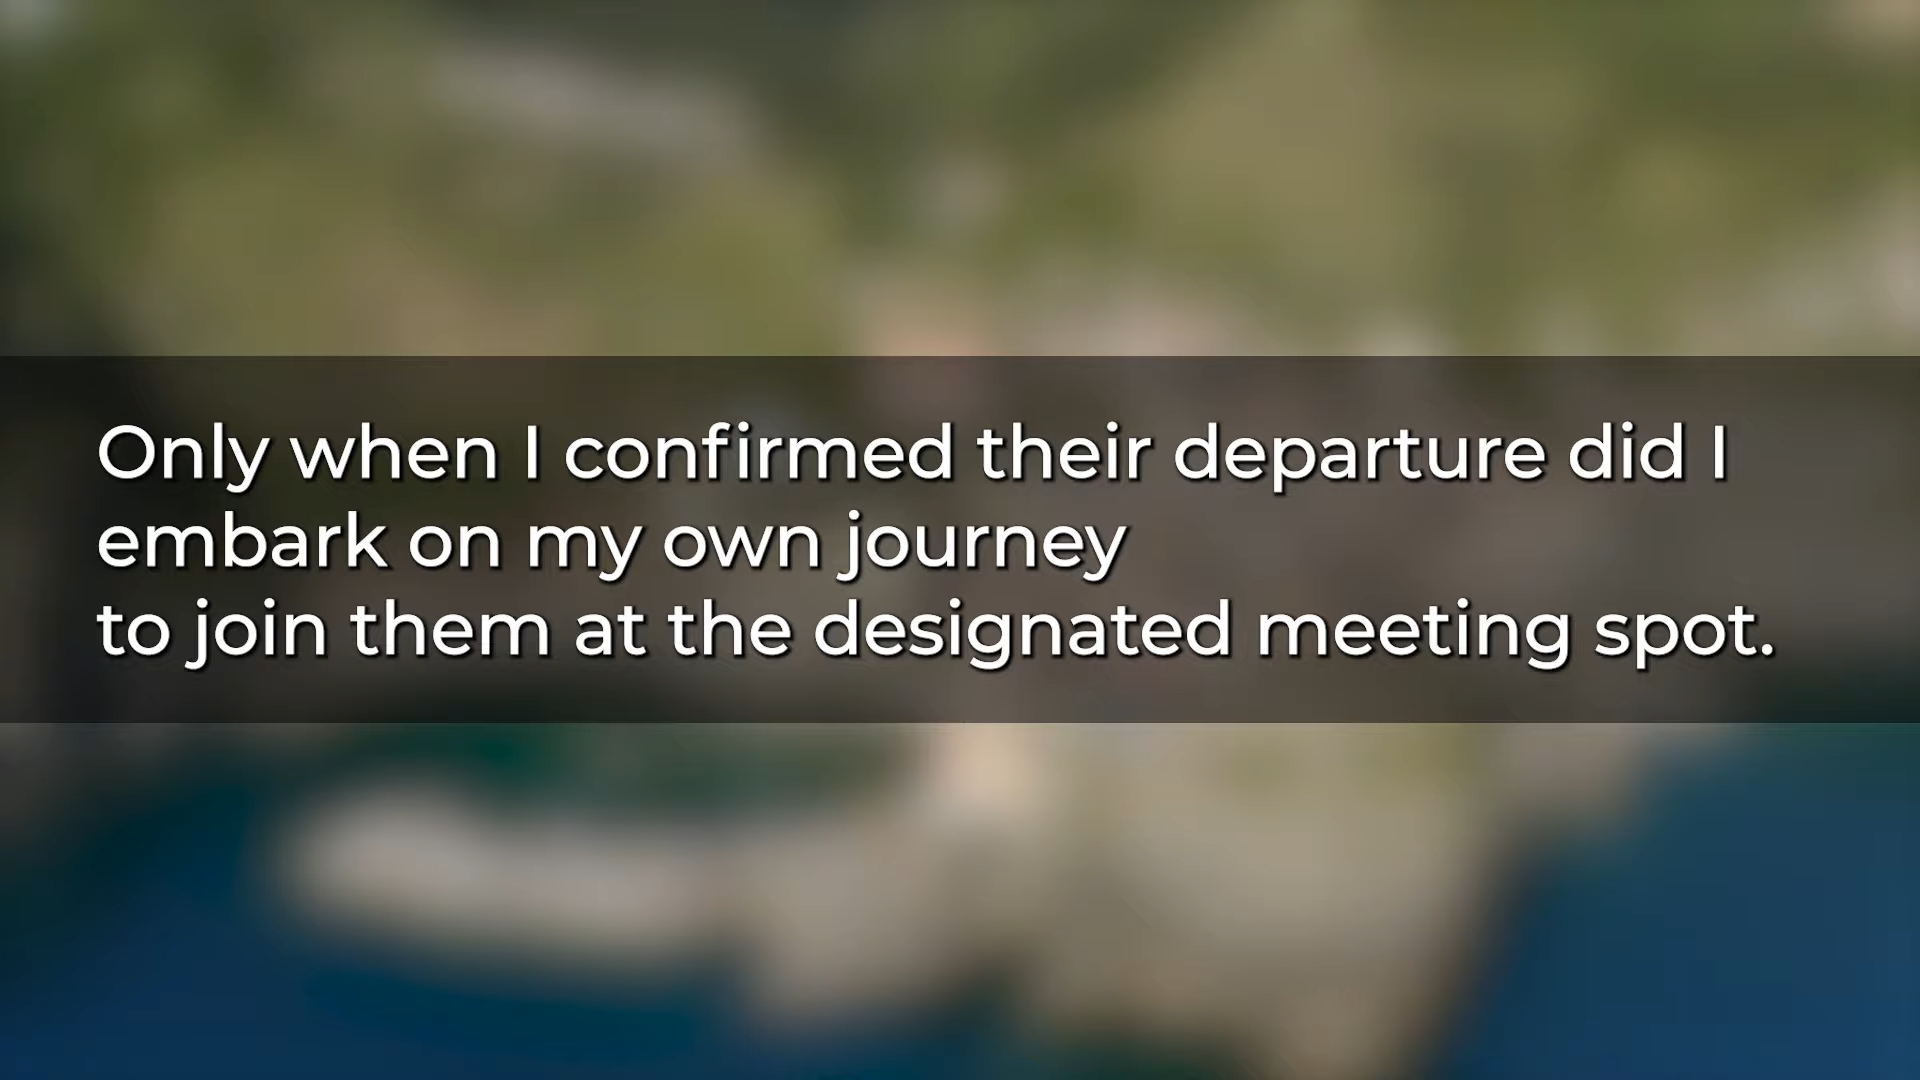 Only when I confirmed their departure did I
embark on my own journey
to join them at the designated meeting spot.